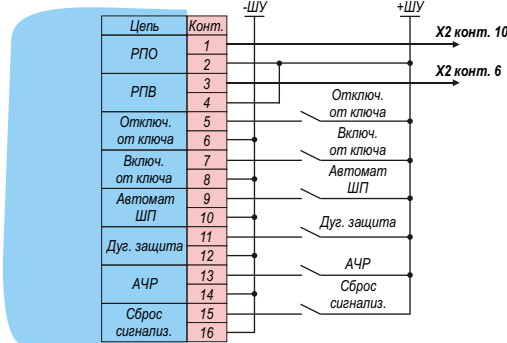 -ШУ
+ШУ
Цепь Конт.
РПО
1
2
X2 конт. 10
РПВ
3
4
X2 конт. 6
Отключ.
от ключа
5
6
Отключ.
от ключа
Включ.
от ключа
7
8
Включ.
от ключа
Автомат
ШП
9
10
Автомат
ШП
Дуг. защита
11
12
Дуг. защита
АЧР
13
14
АЧР
Сброс
сигнализ.
15
16
Сброс
сигнализ.